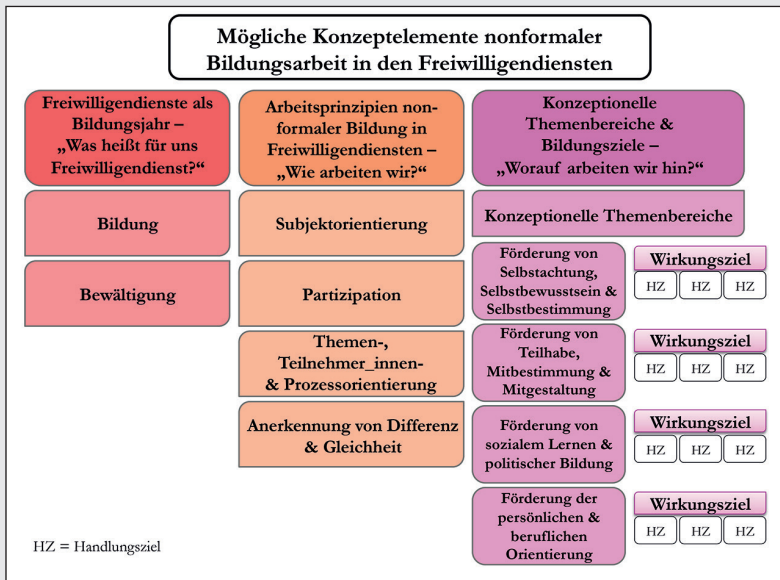 Mögliche Konzeptelemente nonformaler
Bildungsarbeit in den Freiwilligendiensten
Freiwilligendienste als
Bildungsjahr –
„Was heißt für uns
Freiwilligendienst?“
Bildung
Bewältigung
Arbeitsprinzipien non-
formaler Bildung in
Freiwilligendiensten –
„Wie arbeiten wir?“
Subjektorientierung
Partizipation
Themen-,
Teilnehmer_innen-
& Prozessorientierung
Anerkennung von Differenz
& Gleichheit
Konzeptionelle
Themenbereiche &
Bildungsziele –
„Worauf arbeiten wir hin?“
Konzeptionelle Themenbereiche
Förderung von
Selbstachtung,
Selbstbewusstsein &
Selbstbestimmung
Wirkungsziel
HZ HZ HZ
Förderung von
Teilhabe,
Mitbestimmung &
Mitgestaltung
Wirkungsziel
HZ HZ HZ
Förderung von
sozialem Lernen &
politischer Bildung
Wirkungsziel
HZ HZ HZ
Förderung der
persönlichen &
beruflichen
Orientierung
Wirkungsziel
HZ HZ HZ
HZ = Handlungsziel